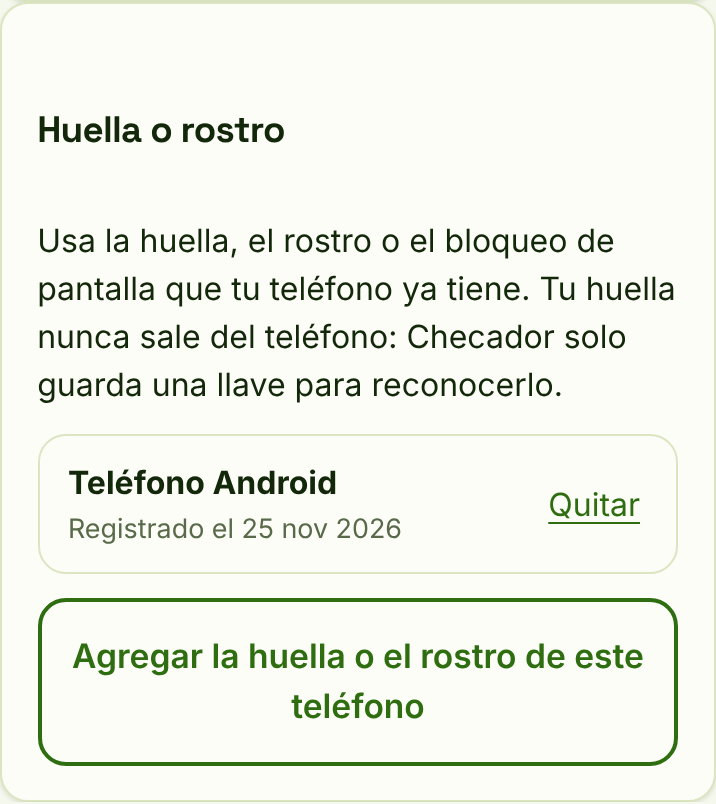 Huella o rostro
Usa la huella, el rostro o el bloqueo de
pantalla que tu teléfono ya tiene. Tu huella
nunca sale del teléfono: Checador solo
guarda una llave para reconocerlo.
Teléfono Android
Registrado el 25 nov 2026
Quitar
Agregar la huella o el rostro de este
teléfono